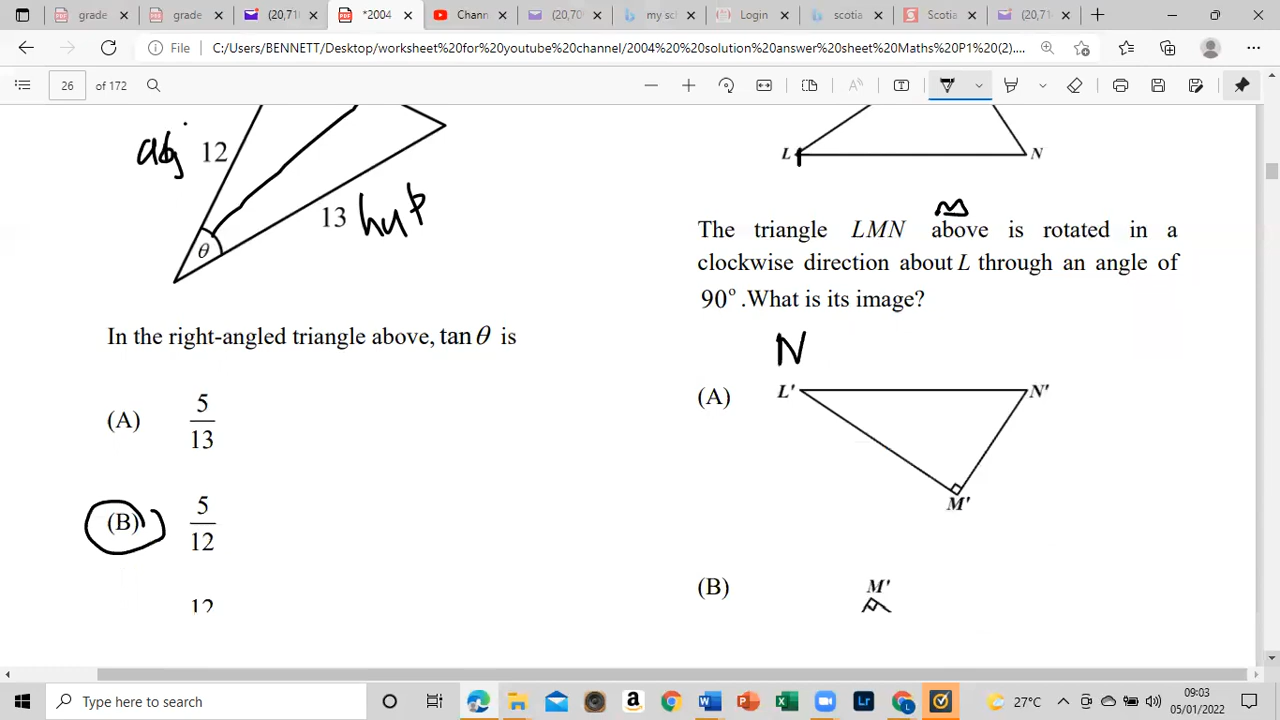 grade
grade
(20,71
*2004
Chann
(20,70
my scl
Login
scotia
Scotia
(20,
File
C:/Users/BENNETT/Desktop/worksheet%20for%20youtube%20channel/2004%20%20solution%20answer%20sheet%20Maths%20P1%20(2)....
26 of 172
adj 12
13 hyp
θ
In the right-angled triangle above, tan θ is
(A) 5/13
(B) 5/12
12
L N
M
The triangle LMN above is rotated in a
clockwise direction about L through an angle of
90° .What is its image?
N
(A) L' N'
M'
(B) M'
Type here to search
27°C
09:03
05/01/2022